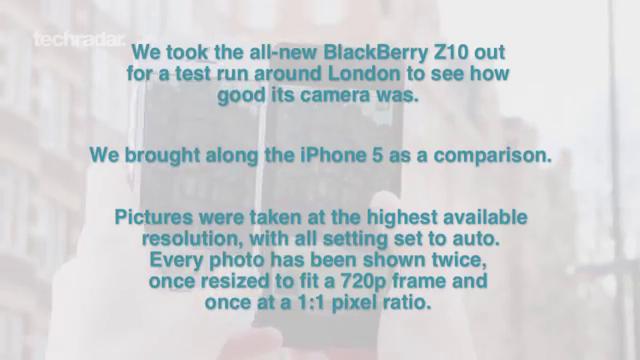 techradar.
We took the all-new BlackBerry Z10 out
for a test run around London to see how
good its camera was.
We brought along the iPhone 5 as a comparison.
Pictures were taken at the highest available
resolution, with all setting set to auto.
Every photo has been shown twice,
once resized to fit a 720p frame and
once at a 1:1 pixel ratio.